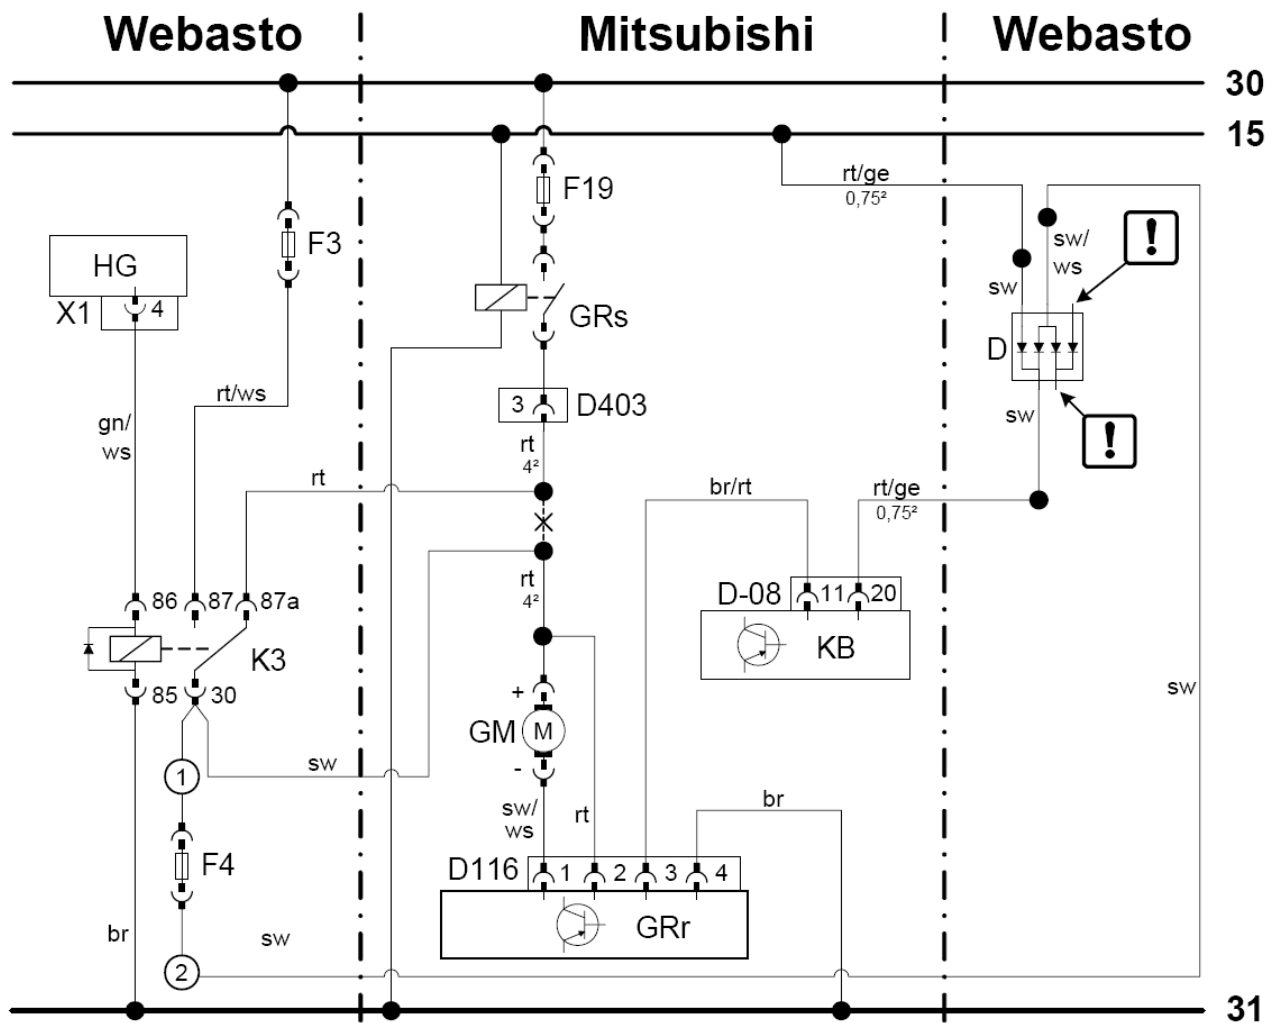 Webasto Mitsubishi Webasto
30
15
rt/ge
0,75²
F19
F3
sw/
ws
!
HG
X1 4
sw
GRs
D
rt/ws
3 D403
gn/
ws
sw
!
rt
4²
rt
br/rt
rt/ge
0,75²
rt
4²
86 87 87a
D-08 11 20
KB
K3
85 30
+
GM M
-
sw
1
sw
sw/
ws
rt
br
F4
D116 1 2 3 4
GRr
br
sw
2
31